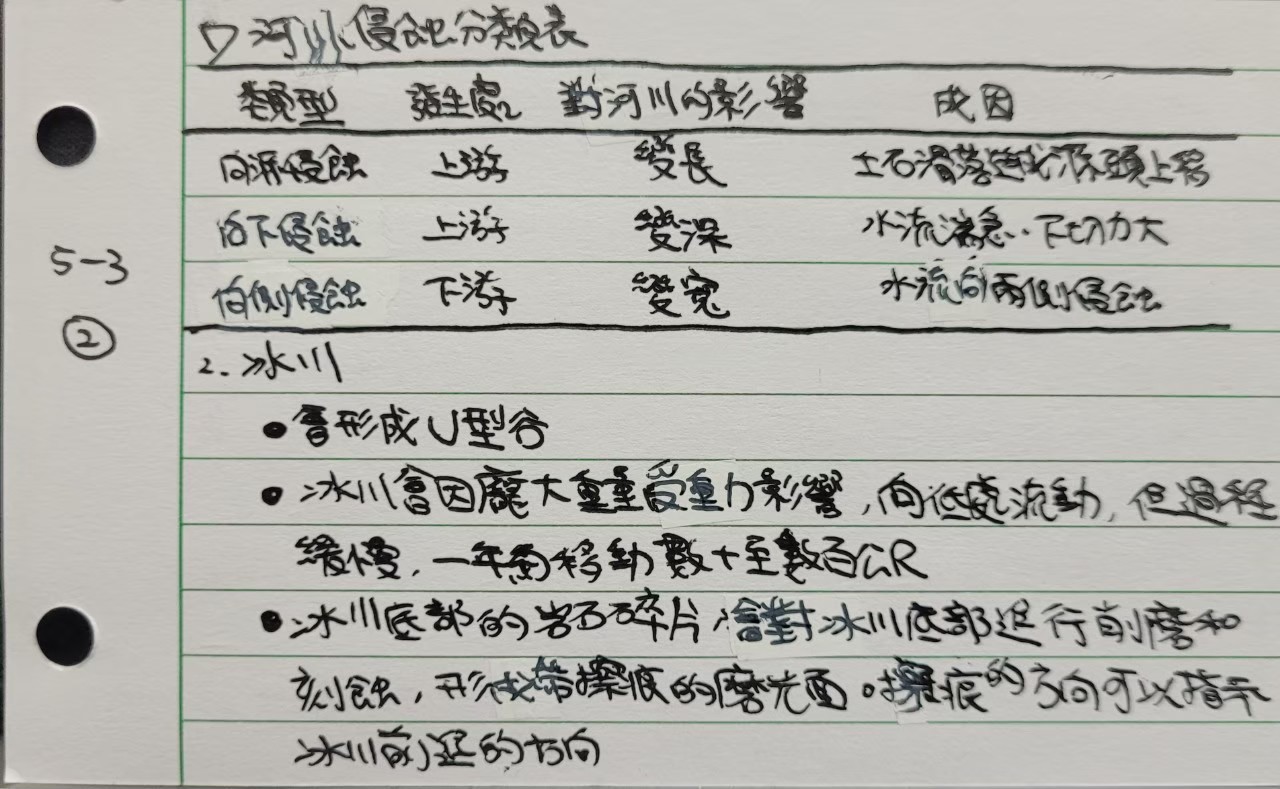 ▷河川侵蝕分類表
類型 發生處 對河川的影響 成因
向源侵蝕 上游 變長 土石滑落造成源頭上移
向下侵蝕 上游 變深 水流湍急∴下切力大
5-3
向側侵蝕 下游 變寬 水流向兩側侵蝕
②
2. 冰川
• 會形成U型谷
• 冰川會因龐大重量受重力影響,向低處流動,但過程
緩慢,一年約移動數十至數百公尺
• 冰川底部的岩石碎片會對冰川底部進行削磨和
刻蝕,形成帶擦痕的磨光面。擦痕的方向可以指示
冰川前進的方向